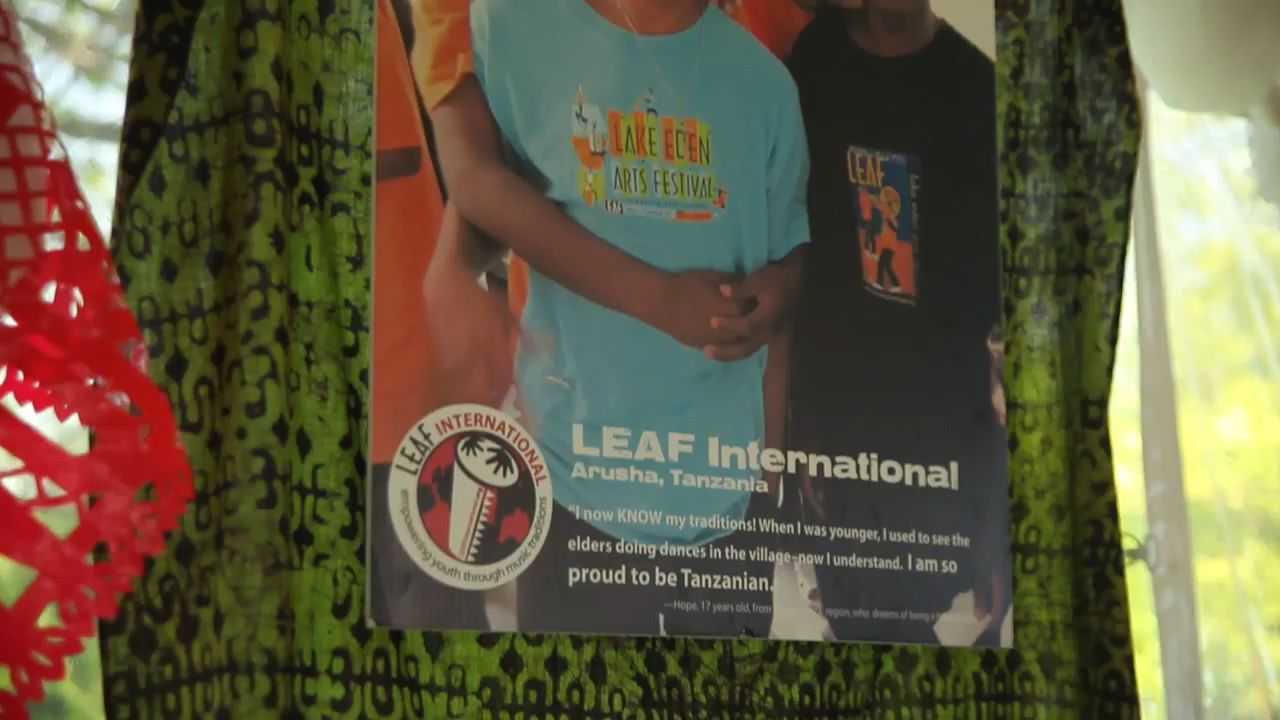 LAKE EDEN
ARTS FESTIVAL
LEAF
LEAF
LEAF INTERNATIONAL
empowering youth through music traditions
LEAF International
Arusha, Tanzania
"I now KNOW my traditions! When I was younger, I used to see the
elders doing dances in the village-now I understand. I am so
proud to be Tanzanian.
—Hope, 17 years old, from region, who dreams of being a